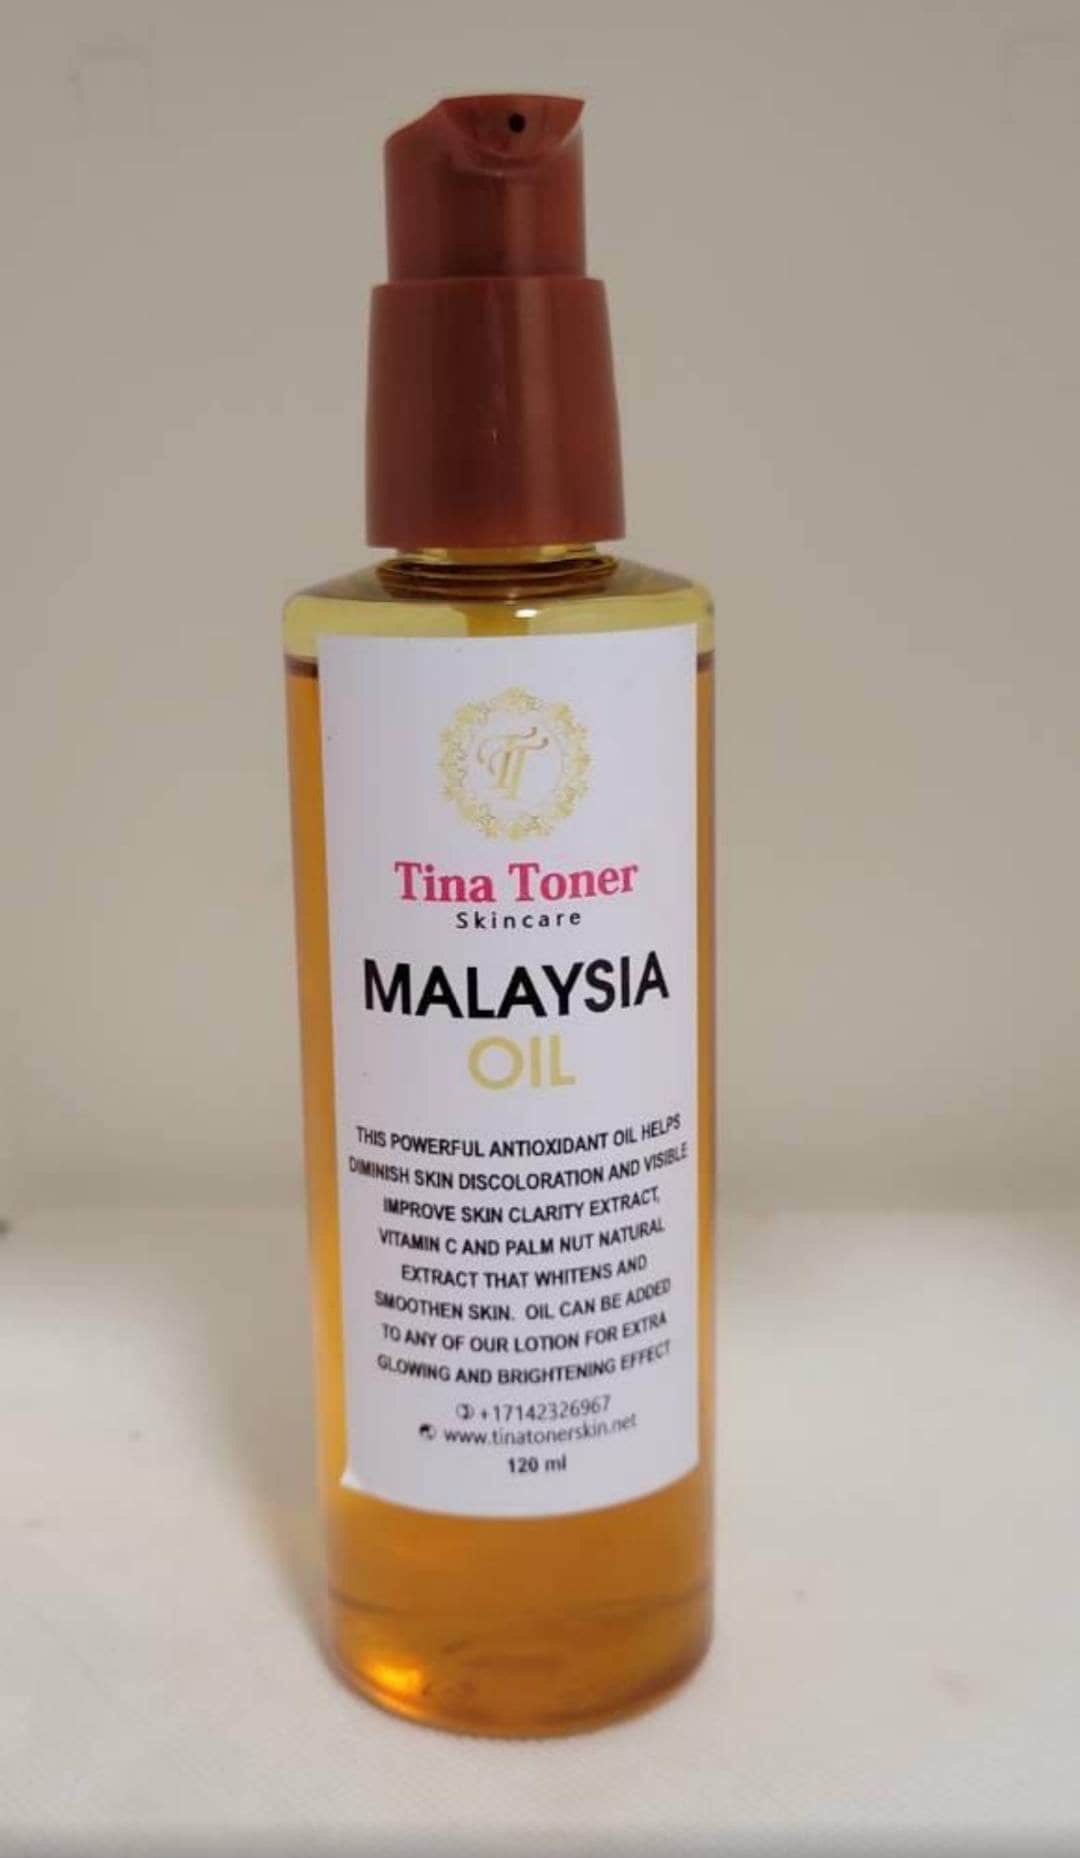 TT
Tina Toner
Skincare
MALAYSIA
OIL
THIS POWERFUL ANTIOXIDANT OIL HELPS
DIMINISH SKIN DISCOLORATION AND VISIBLE
IMPROVE SKIN CLARITY EXTRACT,
VITAMIN C AND PALM NUT NATURAL
EXTRACT THAT WHITENS AND
SMOOTHEN SKIN. OIL CAN BE ADDED
TO ANY OF OUR LOTION FOR EXTRA
GLOWING AND BRIGHTENING EFFECT
+17142326967
www.tinatonerskin.net
120 ml